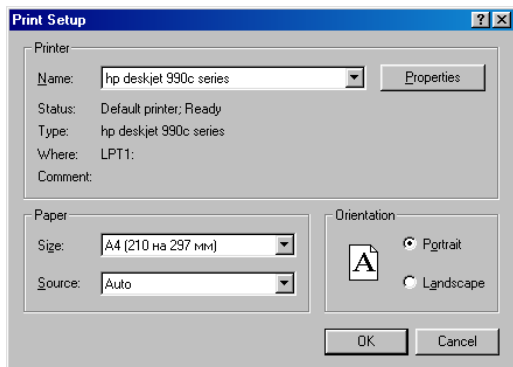 Print Setup
Printer
Name: hp deskjet 990c series Properties
Status: Default printer; Ready
Type: hp deskjet 990c series
Where: LPT1:
Comment:
Paper
Size: A4 (210 на 297 мм)
Source: Auto
Orientation
A
Portrait
Landscape
OK Cancel